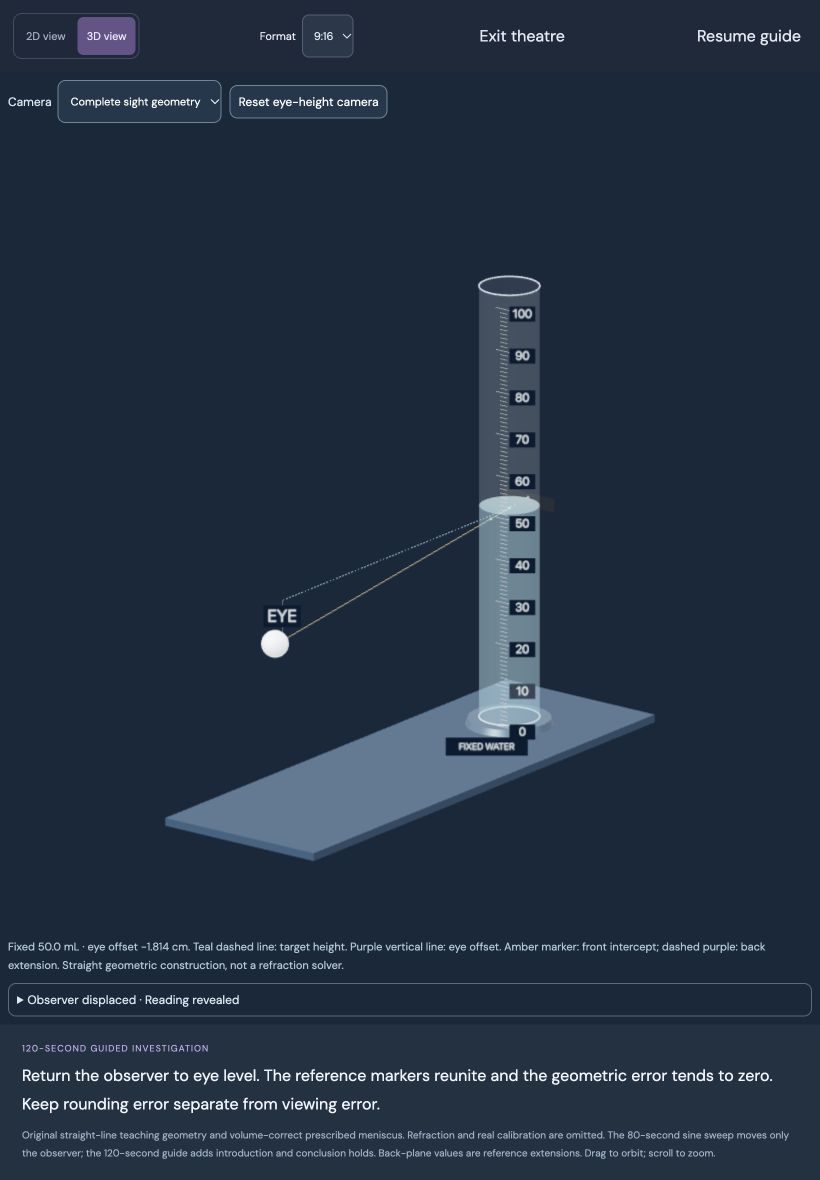 2D view 3D view Format 9:16 Exit theatre Resume guide
Camera Complete sight geometry Reset eye-height camera
100
90
80
70
60
50
40
EYE
30
20
10
0
FIXED WATER
Fixed 50.0 mL · eye offset -1.814 cm. Teal dashed line: target height. Purple vertical line: eye offset. Amber marker: front intercept; dashed purple: back
extension. Straight geometric construction, not a refraction solver.
Observer displaced · Reading revealed
120-SECOND GUIDED INVESTIGATION
Return the observer to eye level. The reference markers reunite and the geometric error tends to zero.
Keep rounding error separate from viewing error.
Original straight-line teaching geometry and volume-correct prescribed meniscus. Refraction and real calibration are omitted. The 80-second sine sweep moves only
the observer; the 120-second guide adds introduction and conclusion holds. Back-plane values are reference extensions. Drag to orbit; scroll to zoom.